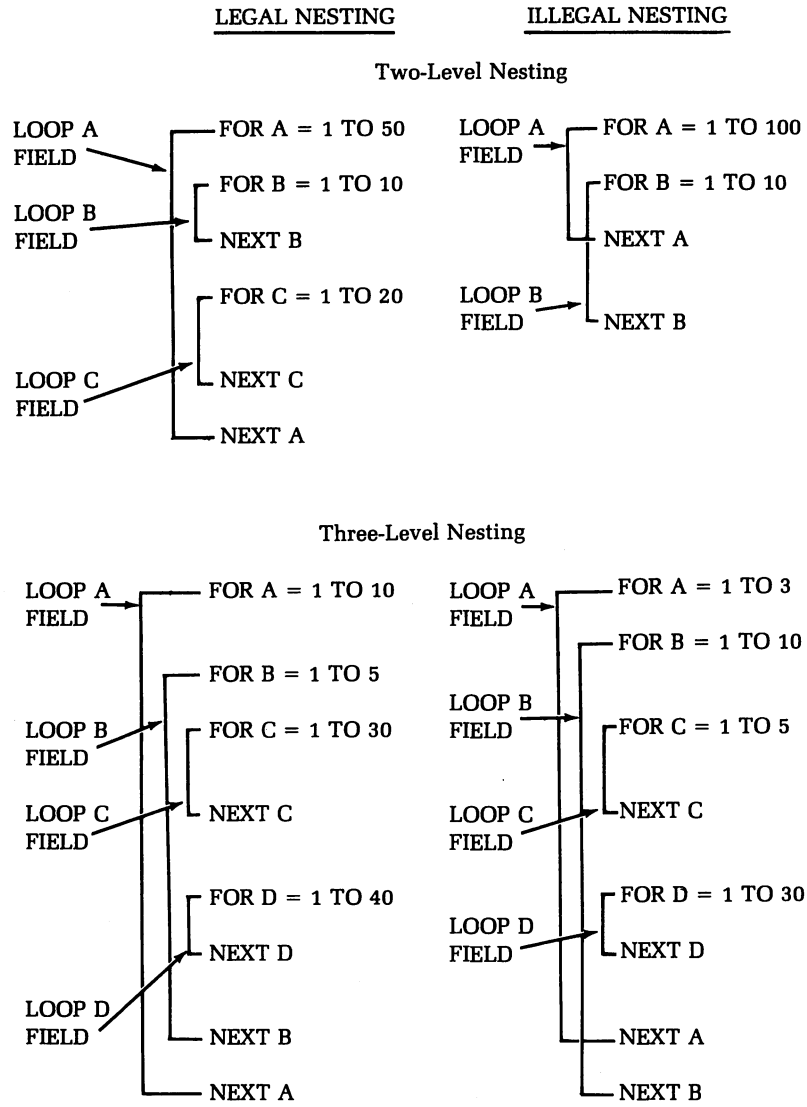 LEGAL NESTING
ILLEGAL NESTING
Two-Level Nesting
LOOP A
FIELD
FOR A = 1 TO 50
FOR B = 1 TO 10
LOOP B
FIELD
NEXT B
FOR C = 1 TO 20
LOOP C
FIELD
NEXT C
NEXT A
LOOP A
FIELD
FOR A = 1 TO 100
FOR B = 1 TO 10
NEXT A
LOOP B
FIELD
NEXT B
Three-Level Nesting
LOOP A
FIELD
FOR A = 1 TO 10
FOR B = 1 TO 5
LOOP B
FIELD
FOR C = 1 TO 30
LOOP C
FIELD
NEXT C
FOR D = 1 TO 40
NEXT D
LOOP D
FIELD
NEXT B
NEXT A
LOOP A
FIELD
FOR A = 1 TO 3
FOR B = 1 TO 10
LOOP B
FIELD
FOR C = 1 TO 5
LOOP C
FIELD
NEXT C
FOR D = 1 TO 30
LOOP D
FIELD
NEXT D
NEXT A
NEXT B